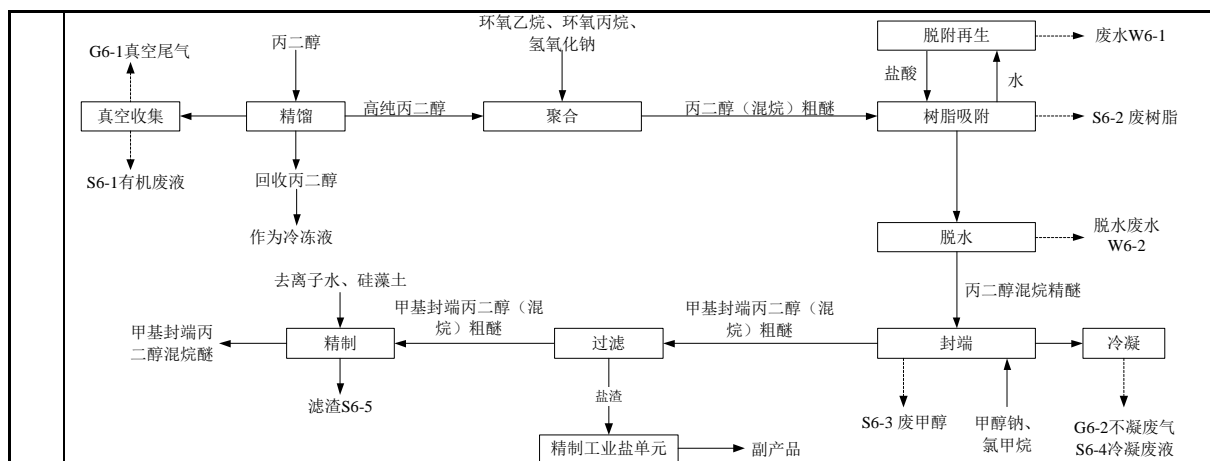 环氧乙烷、环氧丙烷、
氢氧化钠
丙二醇
G6-1真空尾气
脱附再生
废水W6-1
盐酸
水
真空收集
精馏
高纯丙二醇
聚合
丙二醇（混烷）粗醚
树脂吸附
S6-2 废树脂
S6-1有机废液
回收丙二醇
作为冷冻液
脱水
脱水废水
W6-2
去离子水、硅藻土
丙二醇混烷精醚
甲基封端丙
二醇混烷醚
精制
甲基封端丙二醇（混
烷）粗醚
过滤
甲基封端丙二醇（混
烷）粗醚
封端
冷凝
滤渣S6-5
盐渣
S6-3 废甲醇
甲醇钠、
氯甲烷
G6-2不凝废气
S6-4冷凝废液
精制工业盐单元
副产品